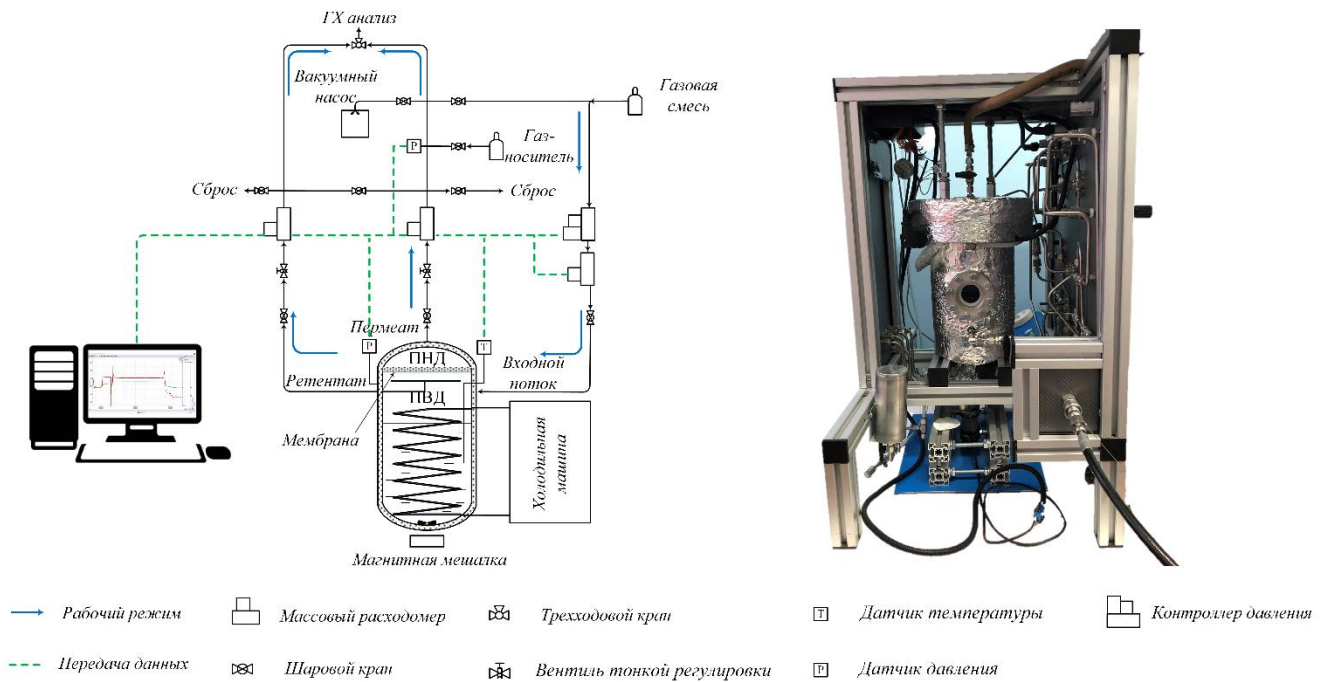 ГХ анализ
Вакуумный
насос
Газовая
смесь
Газ-
носитель
P
Сброс
Сброс
Пермеат
P
T
ПНД
Входной
поток
Ретентат
ПВД
Мембрана
Холодильная
машина
Магнитная мешалка
Рабочий режим
Массовый расходомер
Трехходовой кран
T
Датчик температуры
Контроллер давления
Передача данных
Шаровой кран
Вентиль тонкой регулировки
P
Датчик давления